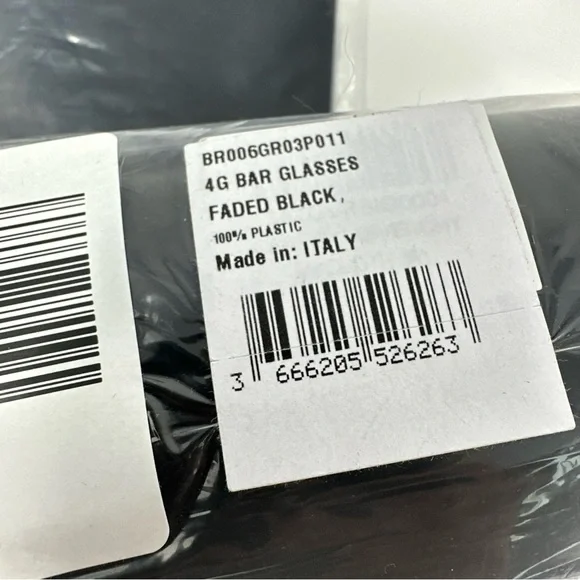 BR006GR03P011
4G BAR GLASSES
FADED BLACK,
100% PLASTIC
Made in: ITALY
3 666205 526263